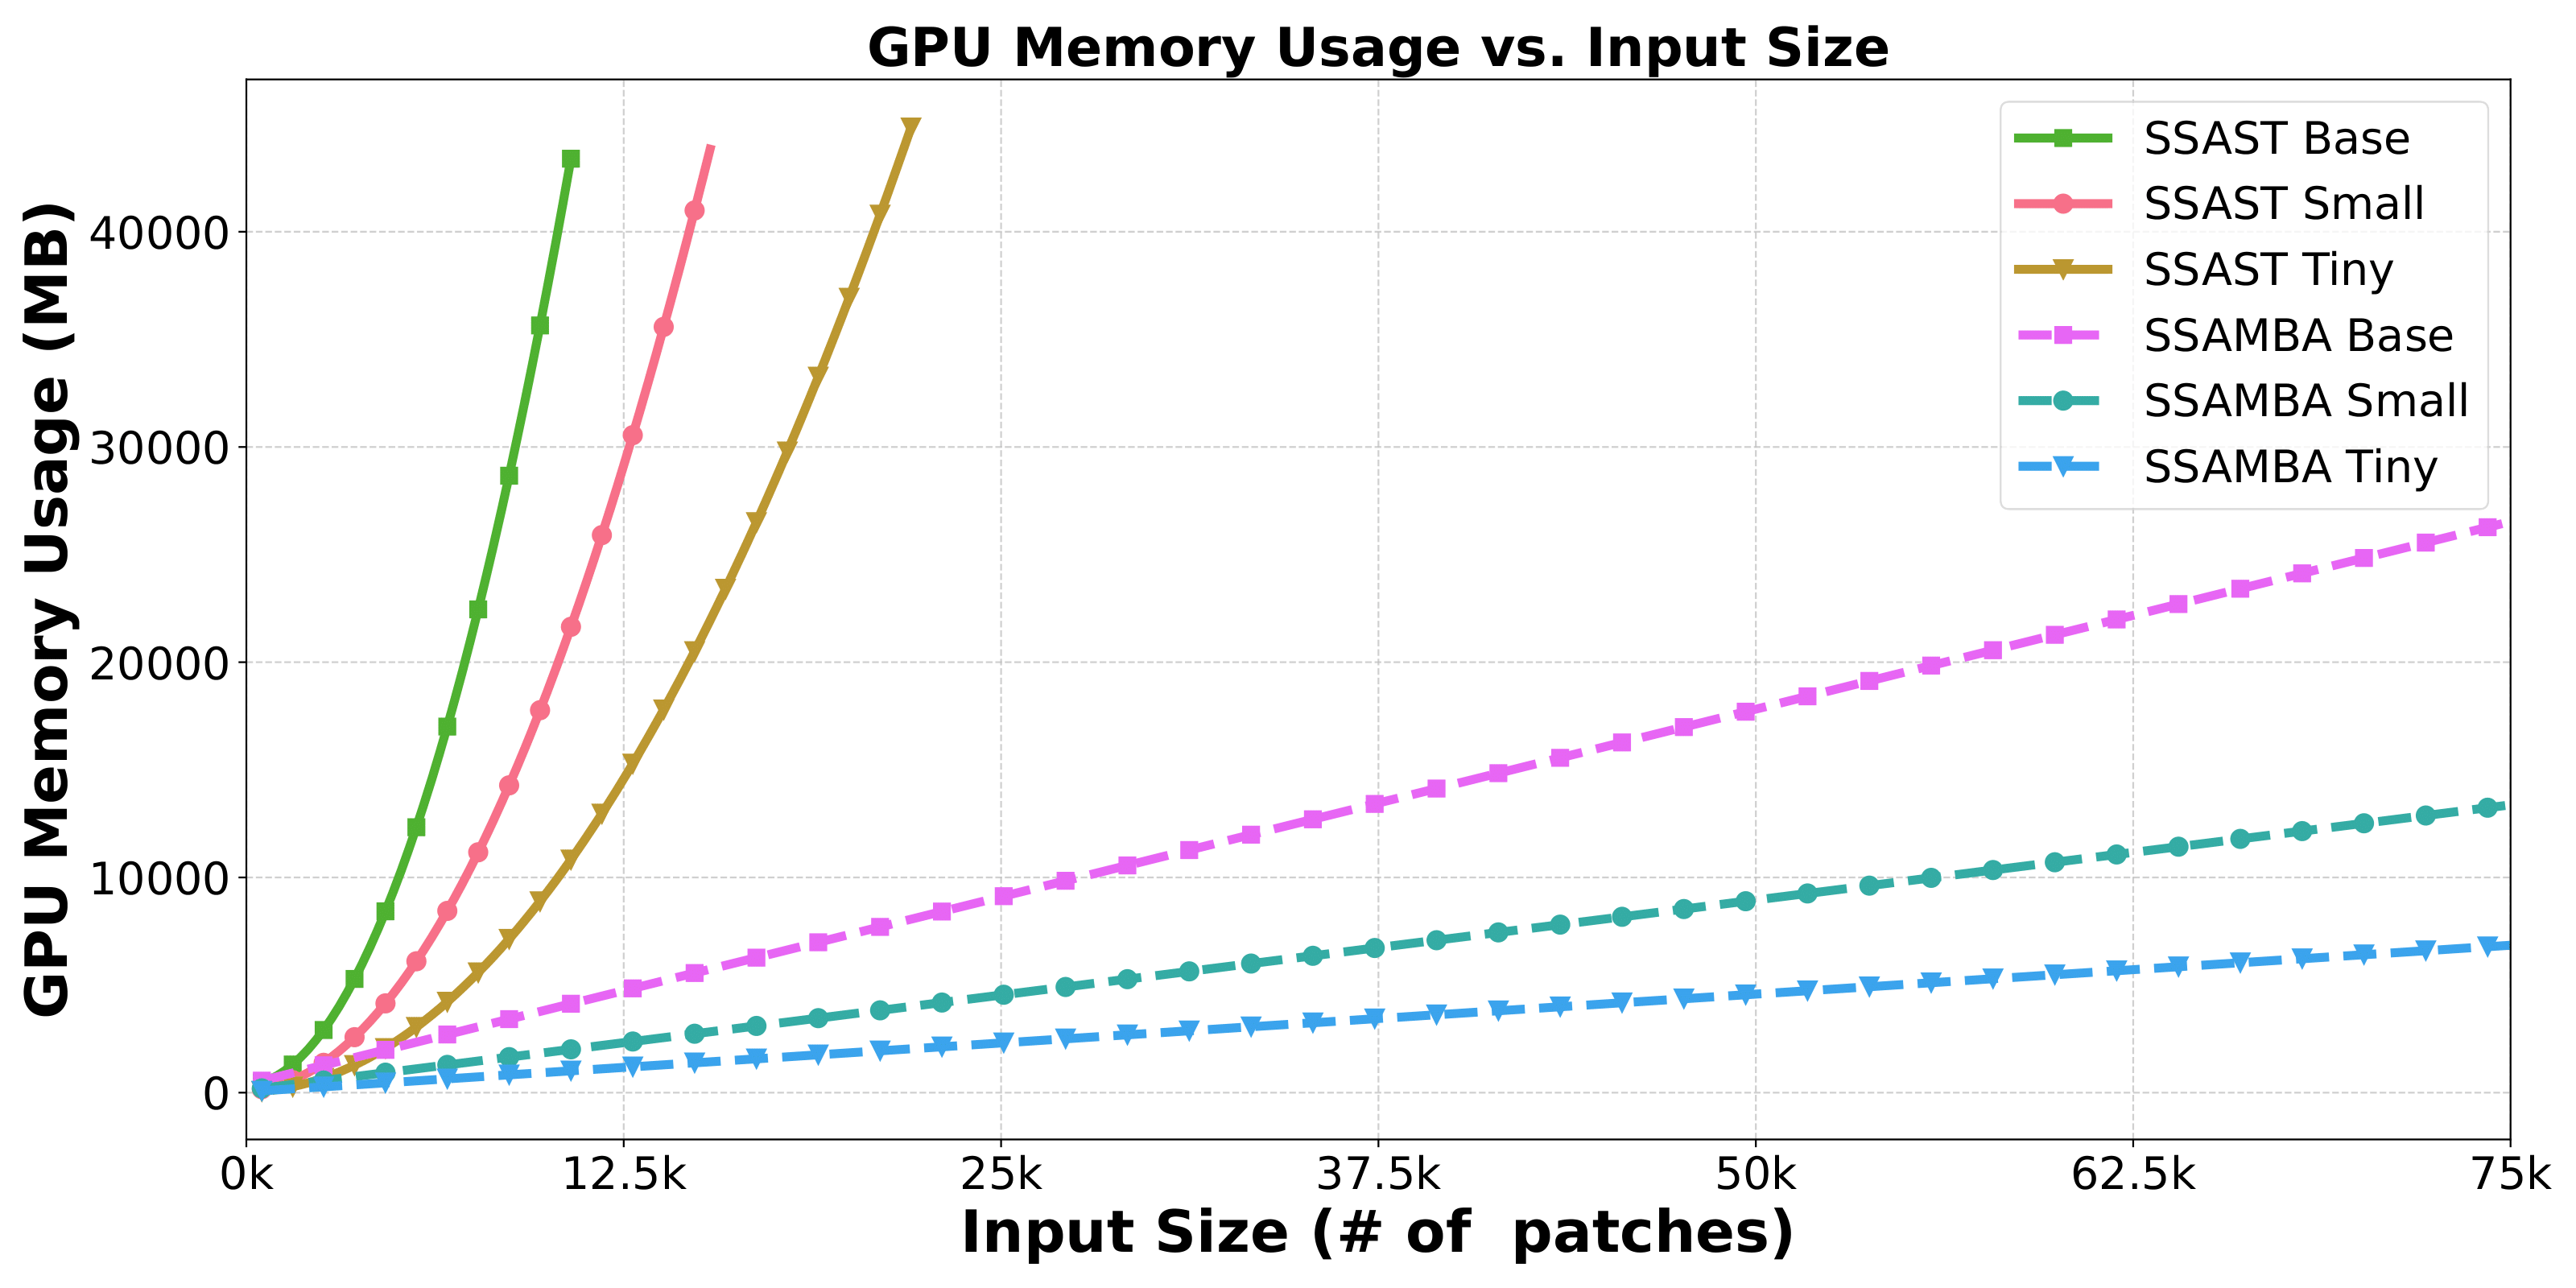 GPU Memory Usage vs. Input Size
GPU Memory Usage (MB)
40000
30000
20000
10000
0
SSAST Base
SSAST Small
SSAST Tiny
SSAMBA Base
SSAMBA Small
SSAMBA Tiny
0k 12.5k 25k 37.5k 50k 62.5k 75k
Input Size (# of  patches)